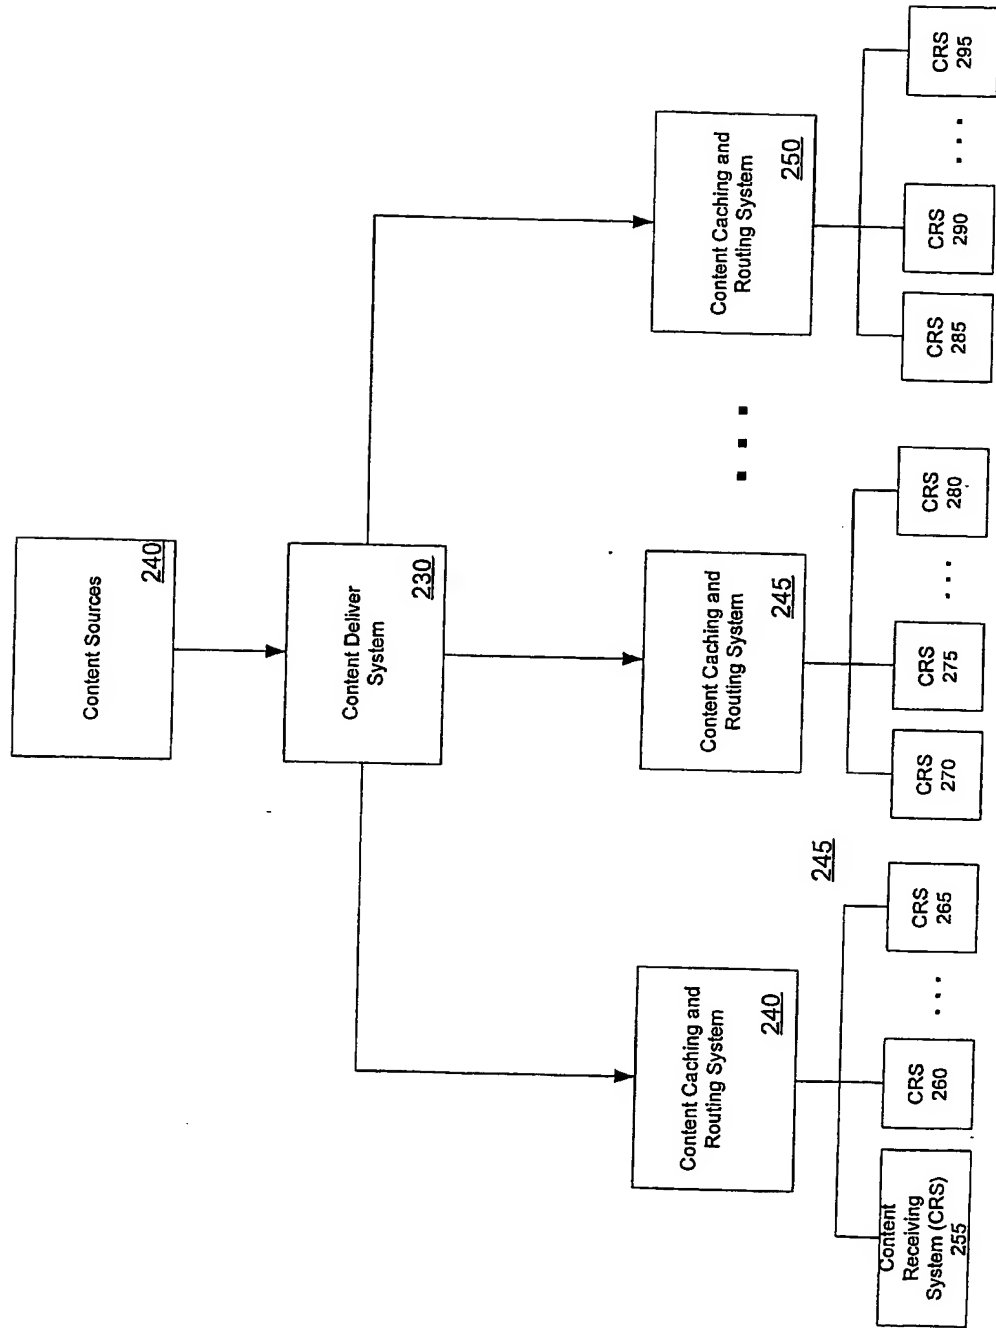 Content Sources
240
Content Deliver
System
230
Content Caching and
Routing System
240
Content Caching and
Routing System
245
Content Caching and
Routing System
250
245
Content
Receiving
System (CRS)
255
CRS
260
...
CRS
265
CRS
270
CRS
275
...
CRS
280
...
CRS
285
CRS
290
...
CRS
295